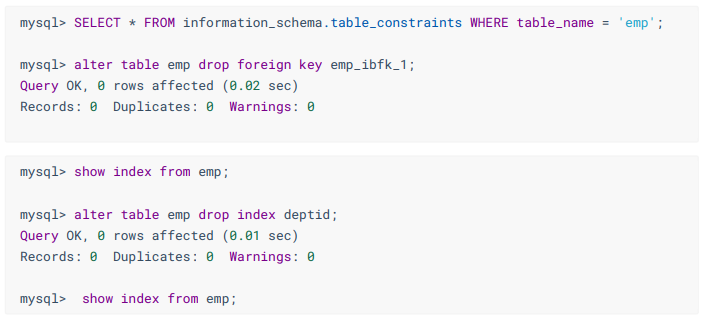 mysql> SELECT * FROM information_schema.table_constraints WHERE table_name = 'emp';
mysql> alter table emp drop foreign key emp_ibfk_1;
Query OK, 0 rows affected (0.02 sec)
Records: 0  Duplicates: 0  Warnings: 0
mysql> show index from emp;
mysql> alter table emp drop index deptid;
Query OK, 0 rows affected (0.01 sec)
Records: 0  Duplicates: 0  Warnings: 0
mysql>  show index from emp;